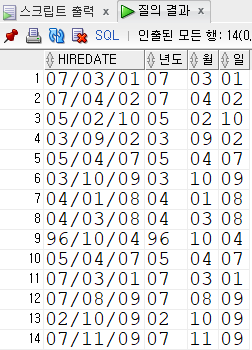 스크립트 출력 x 질의 결과 x
SQL | 인출된 모든 행: 14(0,
HIREDATE 년도 월 일
1 07/03/01 07 03 01
2 07/04/02 07 04 02
3 05/02/10 05 02 10
4 03/09/02 03 09 02
5 05/04/07 05 04 07
6 03/10/09 03 10 09
7 04/01/08 04 01 08
8 04/03/08 04 03 08
9 96/10/04 96 10 04
10 05/04/07 05 04 07
11 07/03/01 07 03 01
12 07/08/09 07 08 09
13 02/10/09 02 10 09
14 07/11/09 07 11 09